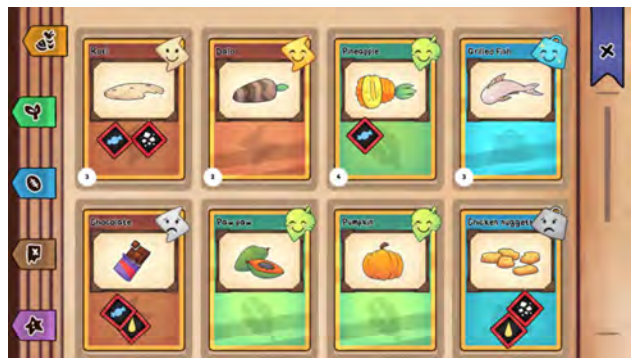 Roti
Dalo
Pineapple
Grilled Fish
3
3
4
3
Chocolate
Pawpaw
Pumpkin
Chicken nuggets